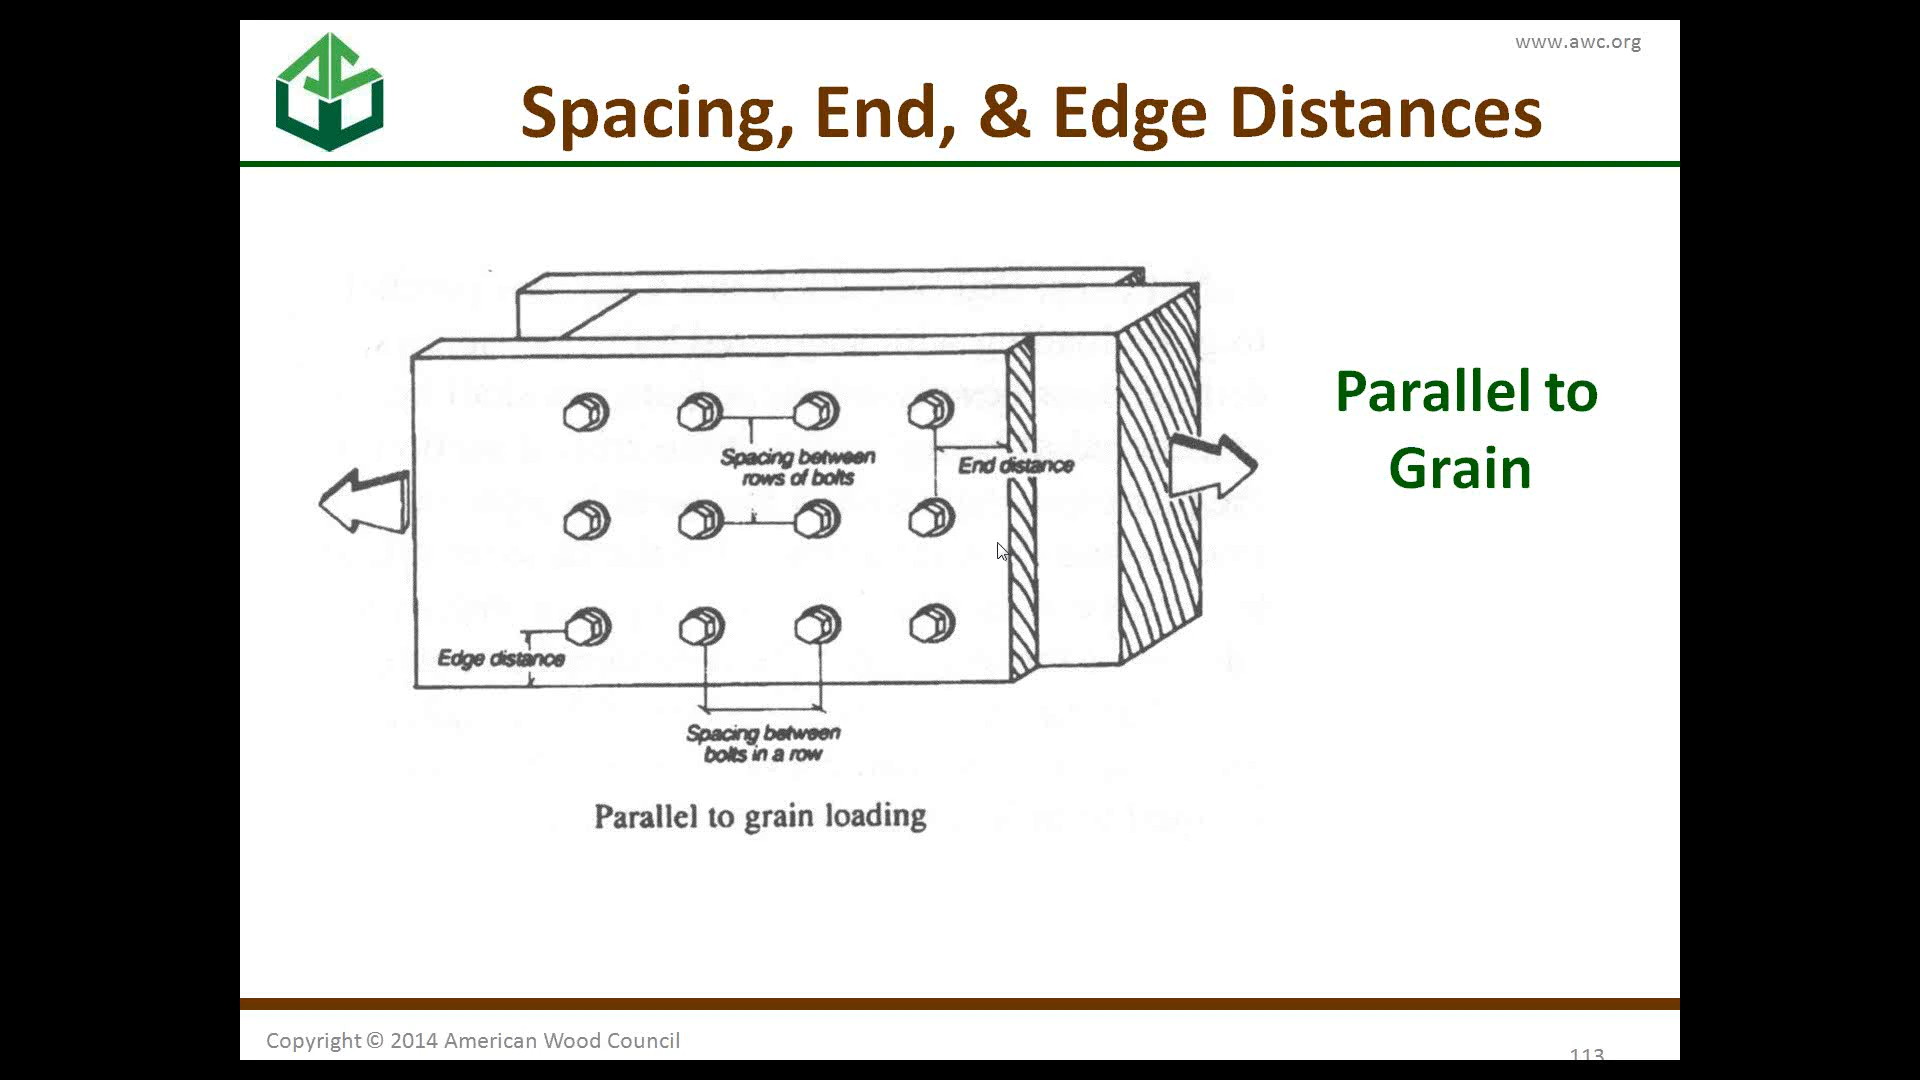 www.awc.org
Spacing, End, & Edge Distances
Parallel to
Grain
Spacing between
rows of bolts
End distance
Edge distance
Spacing between
bolts in a row
Parallel to grain loading
Copyright © 2014 American Wood Council
113